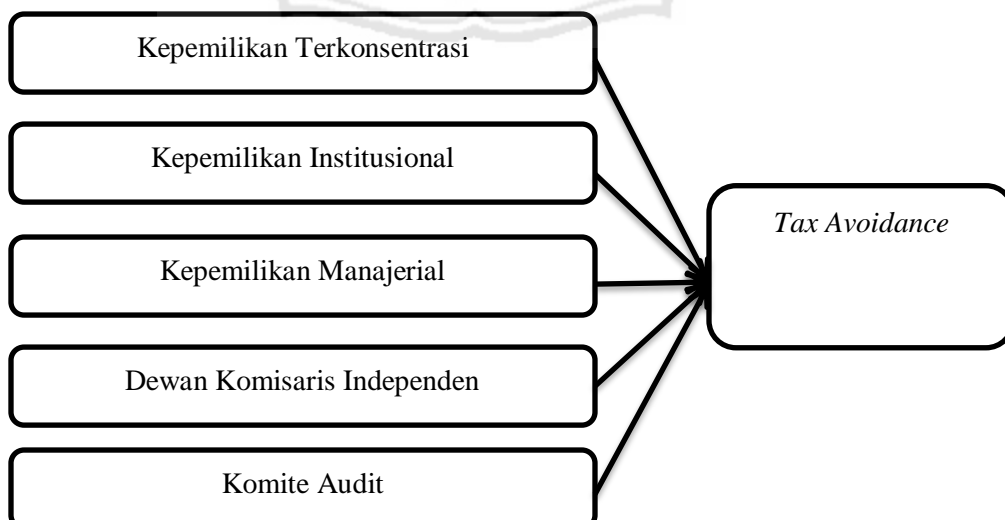 Kepemilikan Terkonsentrasi
Kepemilikan Institusional
Kepemilikan Manajerial
Dewan Komisaris Independen
Komite Audit
Tax Avoidance